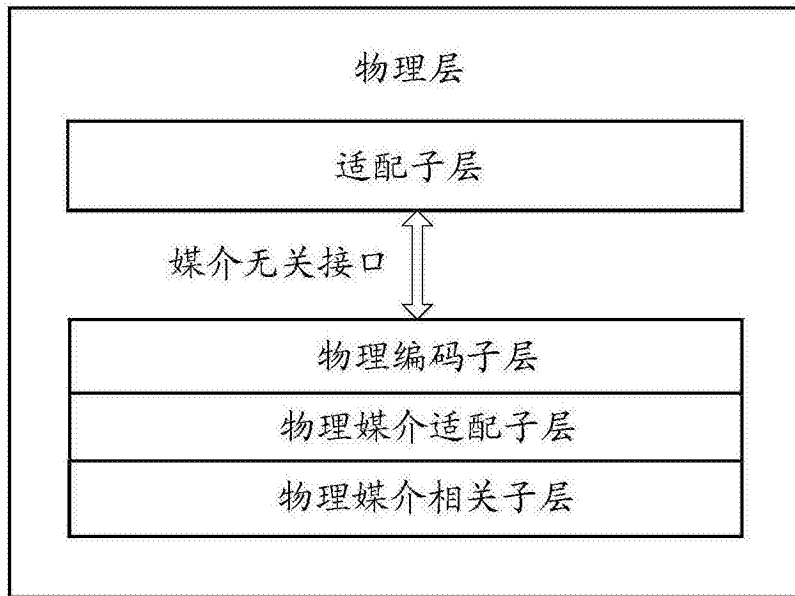 物理层
适配子层
媒介无关接口
物理编码子层
物理媒介适配子层
物理媒介相关子层